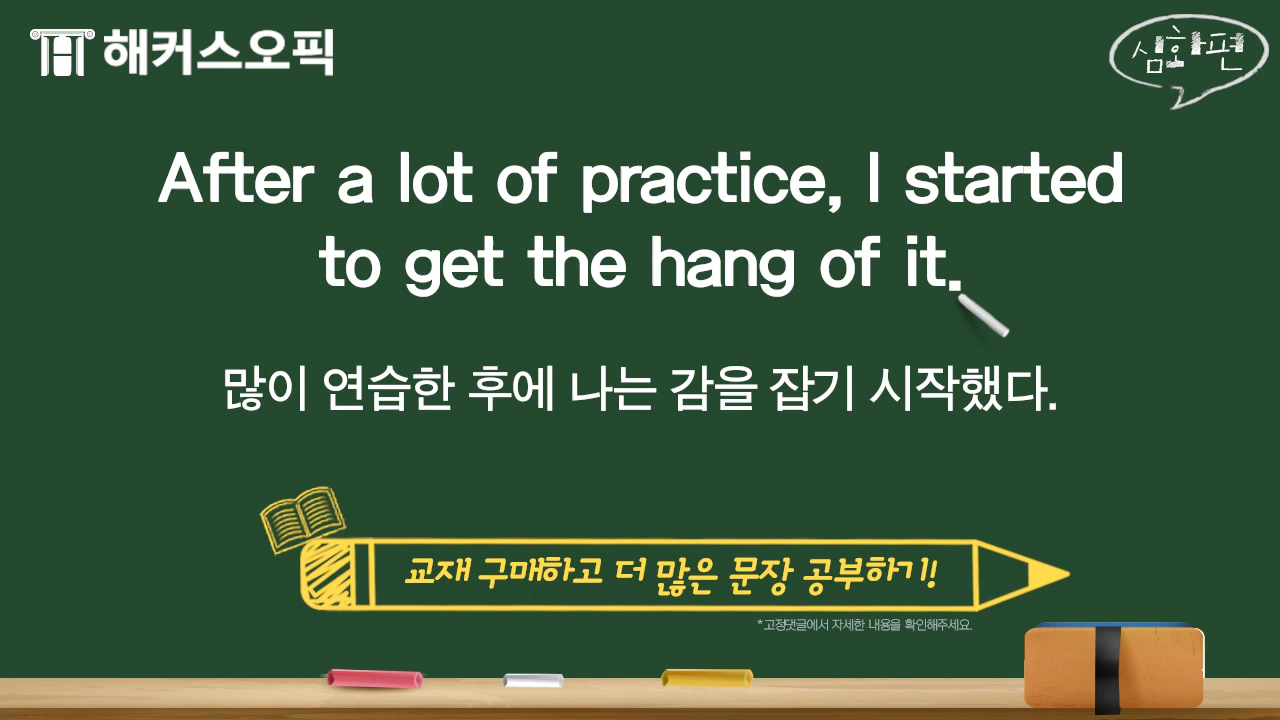 해커스오픽
심화편
After a lot of practice, I started
to get the hang of it.
많이 연습한 후에 나는 감을 잡기 시작했다.
교재 구매하고 더 많은 문장 공부하기!
*고정댓글에서 자세한 내용을 확인해주세요.